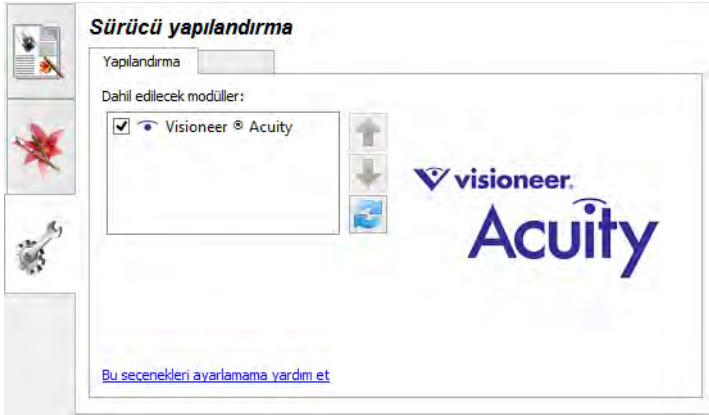 Sürücü yapılandırma
Yapılandırma
Dahil edilecek modüller:
Visioneer ® Acuity
visioneer.
Acuity
Bu seçenekleri ayarlamama yardım et